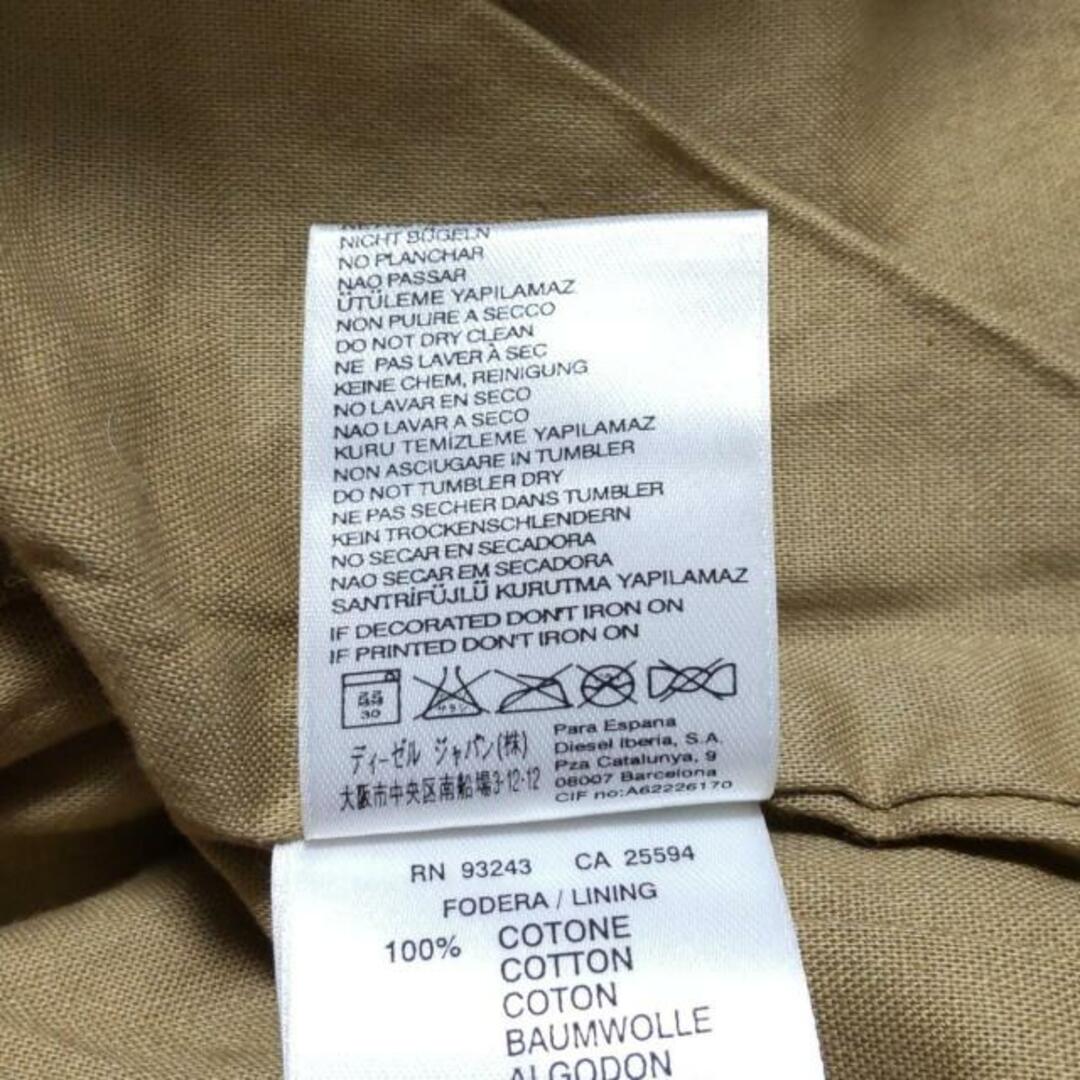 NICHT BÜGELN
NO PLANCHAR
NAO PASSAR
ÜTÜLEME YAPILAMAZ
NON PULIRE A SECCO
DO NOT DRY CLEAN
NE PAS LAVER À SEC
KEINE CHEM, REINIGUNG
NO LAVAR EN SECO
NAO LAVAR A SECO
KURU TEMİZLEME YAPILAMAZ
NON ASCIUGARE IN TUMBLER
DO NOT TUMBLER DRY
NE PAS SECHER DANS TUMBLER
KEIN TROCKENSCHLENDERN
NO SECAR EN SECADORA
NAO SECAR EM SECADORA
SANTRİFÜJLÜ KURUTMA YAPILAMAZ
IF DECORATED DON'T IRON ON
IF PRINTED DON'T IRON ON
30
サラシ
ディーゼル ジャパン(株)
大阪市中央区南船場3-12-12
Para Espana
Diesel Iberia, S.A.
Pza Catalunya, 9
08007 Barcelona
CIF no:A62226170
RN 93243 CA 25594
FODERA / LINING
100% COTONE
COTTON
COTON
BAUMWOLLE
ALGODON